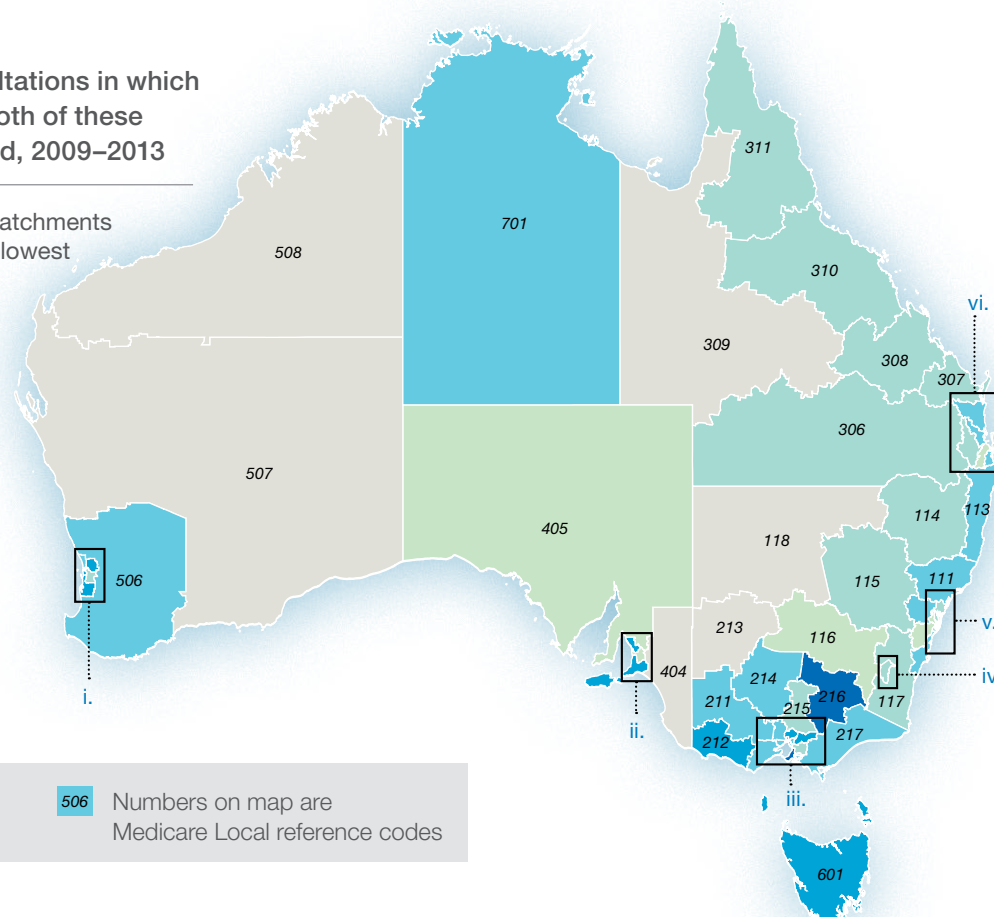 ltations in which
oth of these
d, 2009–2013
atchments
lowest
311
701
508
310
vi.
309
308
307
306
507
113
114
405
118
506
111
115
213
116
v.
404
214
iv
i.
211
216
117
215
ii.
217
212
iii.
506 Numbers on map are
Medicare Local reference codes
601